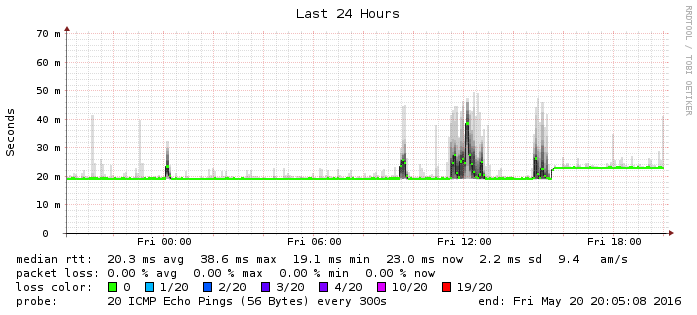 Last 24 Hours
RRDTOOL / TOBI OETIKER
Seconds
70 m
60 m
50 m
40 m
30 m
20 m
10 m
0
Fri 00:00 Fri 06:00 Fri 12:00 Fri 18:00
median rtt: 20.3 ms avg 38.6 ms max 19.1 ms min 23.0 ms now 2.2 ms sd 9.4 am/s
packet loss: 0.00 % avg 0.00 % max 0.00 % min 0.00 % now
loss color: 0 1/20 2/20 3/20 4/20 10/20 19/20
probe: 20 ICMP Echo Pings (56 Bytes) every 300s end: Fri May 20 20:05:08 2016